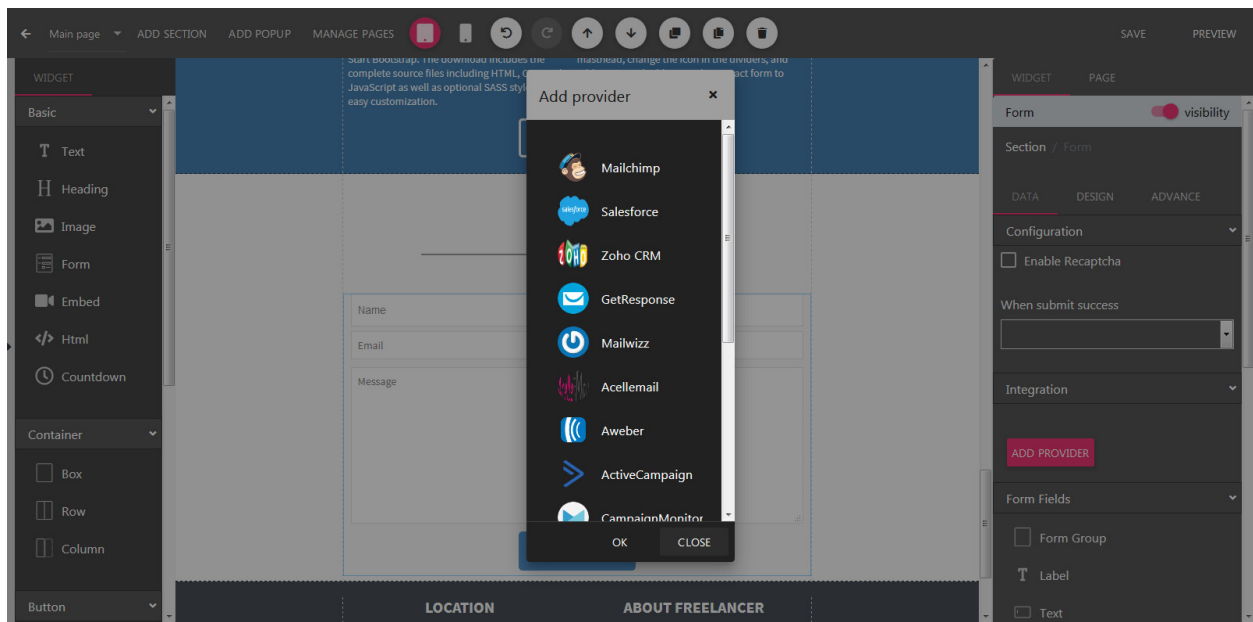 Main page
ADD SECTION
ADD POPUP
MANAGE PAGES
SAVE
PREVIEW
WIDGET
Basic
Text
Heading
Image
Form
Embed
Html
Countdown
Container
Box
Row
Column
Button
Start Bootstrap. The download includes the
complete source files including HTML,
JavaScript as well as optional SASS
easy customization.
masthead, change the icon in the dividers, and
form to
Name
Email
Message
LOCATION
ABOUT FREELANCER
Add provider
×
Mailchimp
salesforce
Salesforce
ZOHO
Zoho CRM
GetResponse
Mailwizz
Acellemail
Aweber
ActiveCampaign
CampaignMonitor
OK
CLOSE
WIDGET
PAGE
Form
visibility
Section / Form
DATA
DESIGN
ADVANCE
Configuration
Enable Recaptcha
When submit success
Integration
ADD PROVIDER
Form Fields
Form Group
Label
Text